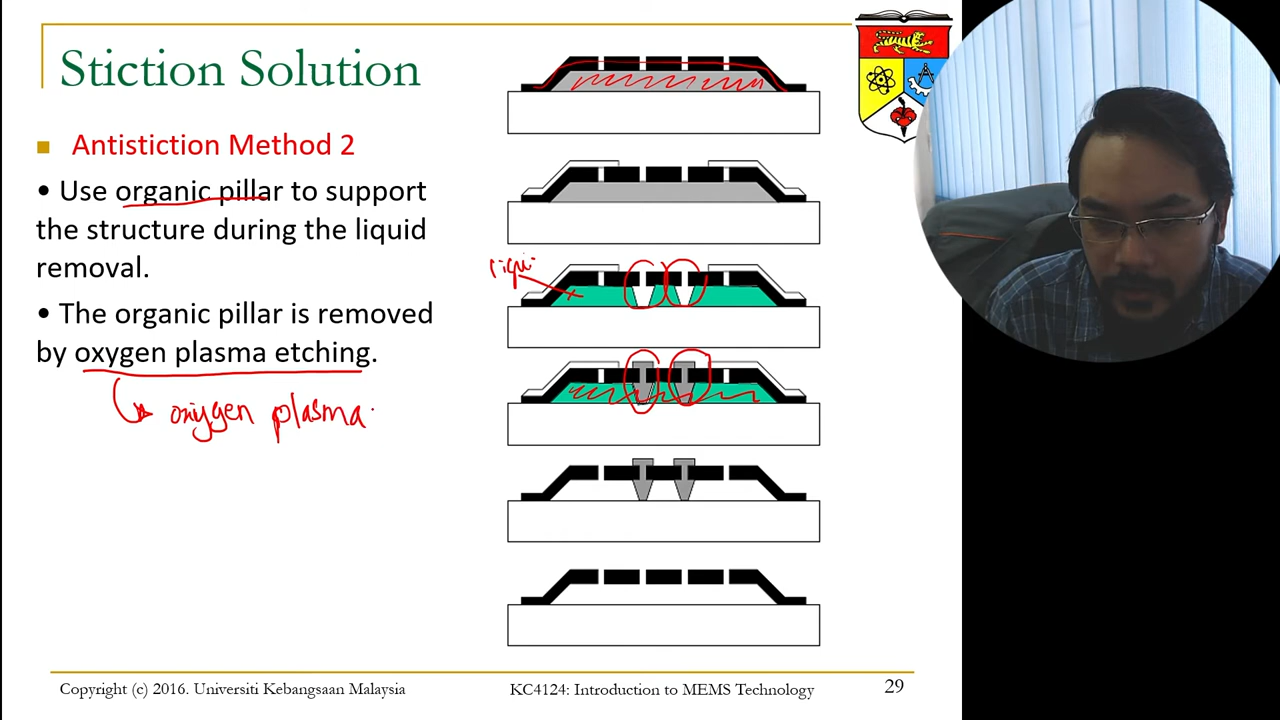 Stiction Solution
Antistiction Method 2
• Use organic pillar to support
the structure during the liquid
removal.
• The organic pillar is removed
by oxygen plasma etching.
oxygen plasma
Copyright (c) 2016. Universiti Kebangsaan Malaysia
KC4124: Introduction to MEMS Technology
29